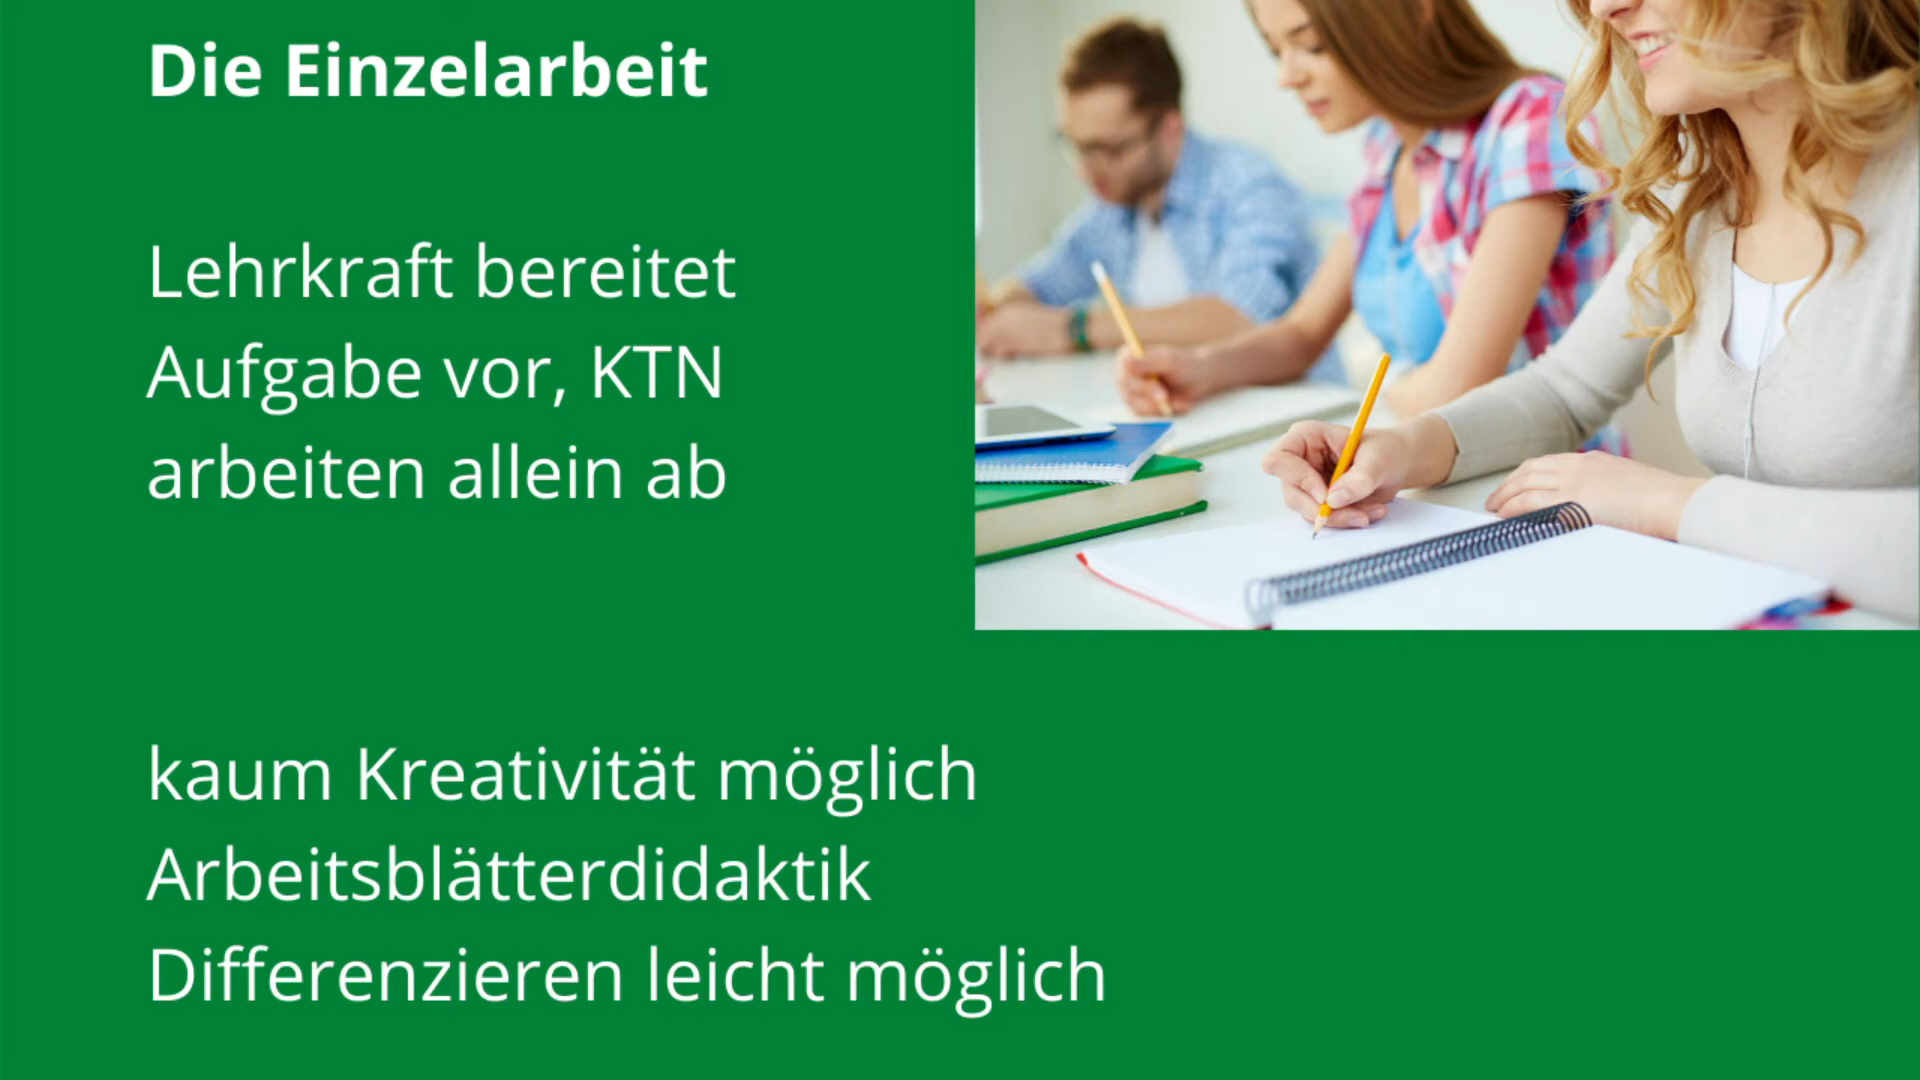 Die Einzelarbeit
Lehrkraft bereitet
Aufgabe vor, KTN
arbeiten allein ab
kaum Kreativität möglich
Arbeitsblätterdidaktik
Differenzieren leicht möglich